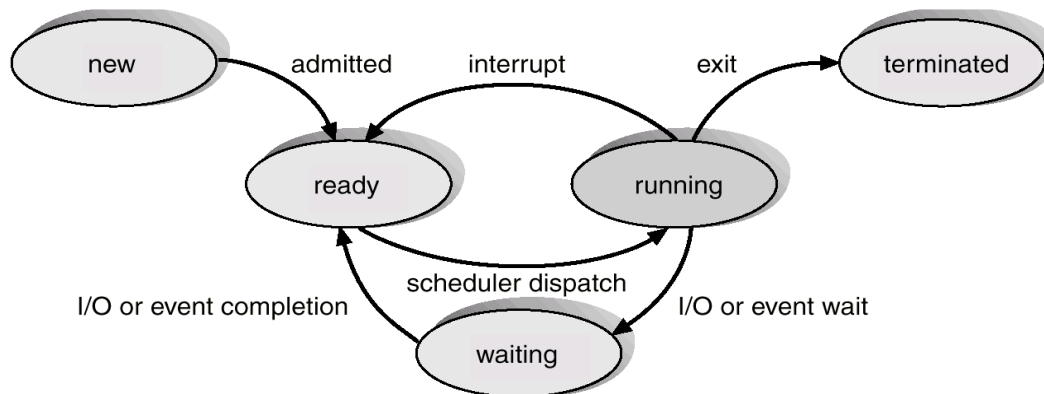 new
admitted
interrupt
exit
terminated
ready
running
scheduler dispatch
I/O or event completion
I/O or event wait
waiting